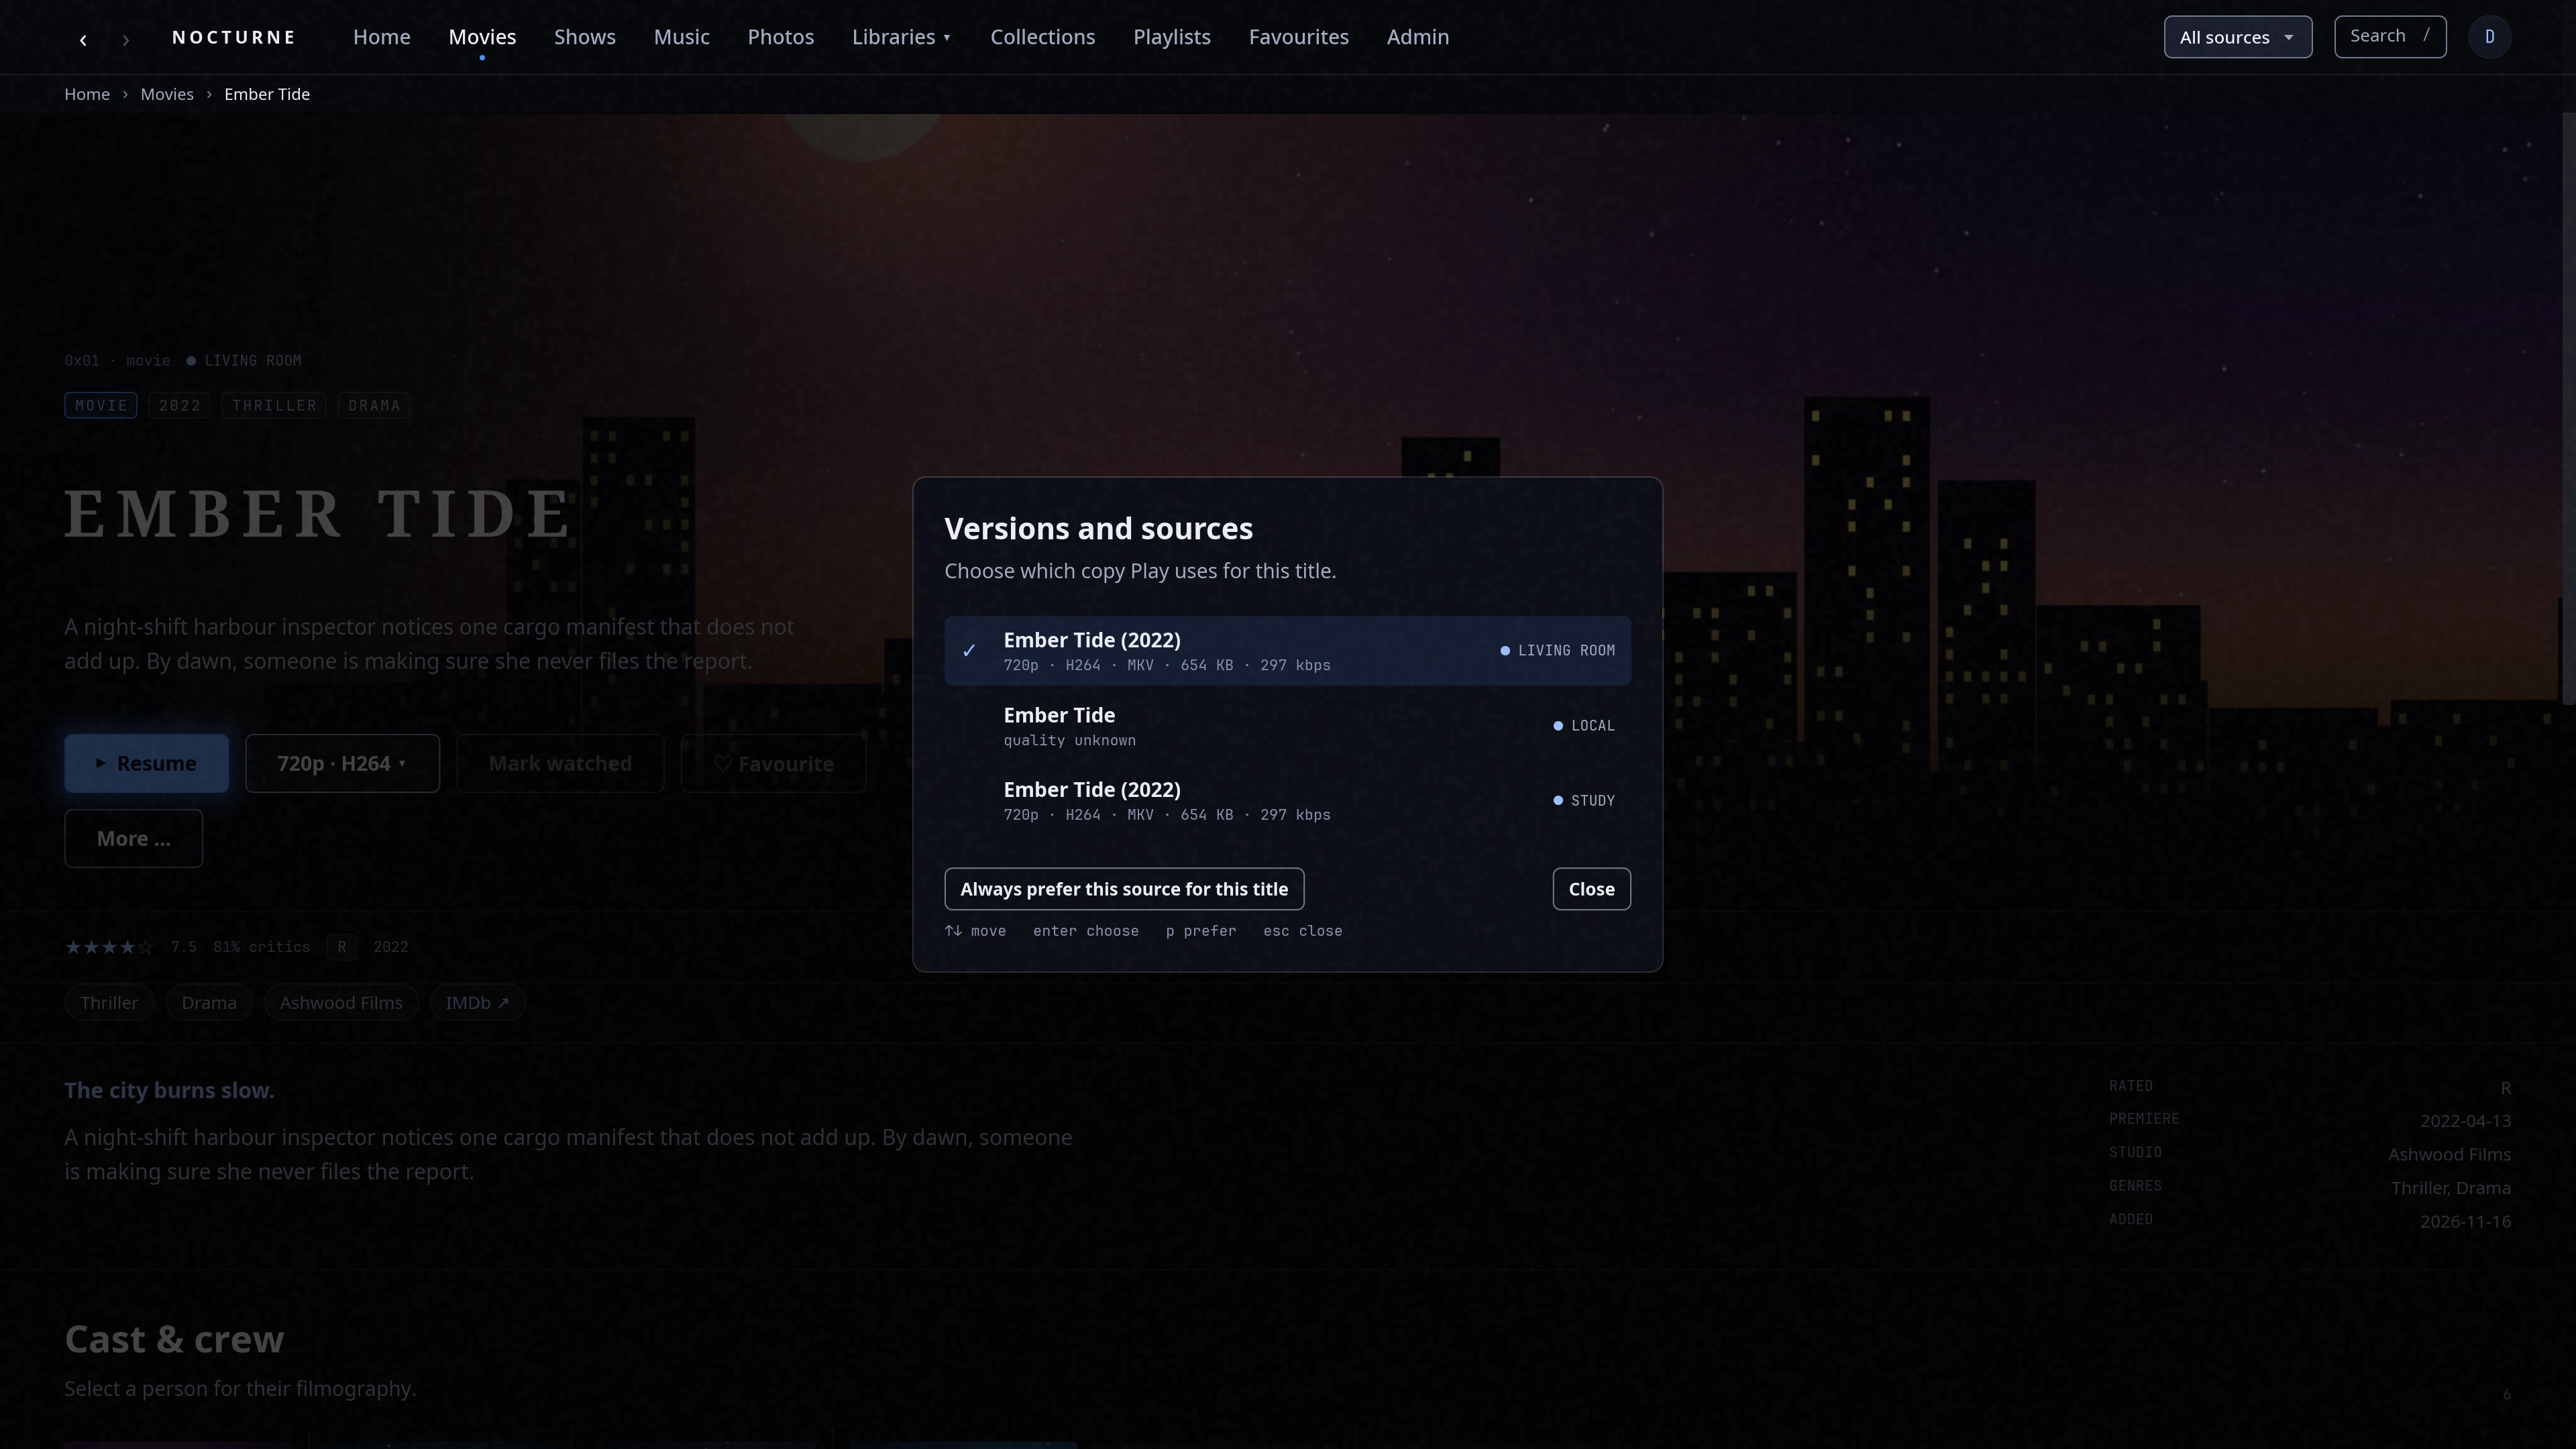 ‹ › NOCTURNE Home Movies Shows Music Photos Libraries ▾ Collections Playlists Favourites Admin All sources Search / D
Home › Movies › Ember Tide
0x01 · movie ● LIVING ROOM
MOVIE 2022 THRILLER DRAMA
EMBER TIDE
A night-shift harbour inspector notices one cargo manifest that does not
add up. By dawn, someone is making sure she never files the report.
▶ Resume 720p · H264 ▾ Mark watched ♡ Favourite
More ...
Versions and sources
Choose which copy Play uses for this title.
✓ Ember Tide (2022)
720p · H264 · MKV · 654 KB · 297 kbps
● LIVING ROOM
Ember Tide
quality unknown
● LOCAL
Ember Tide (2022)
720p · H264 · MKV · 654 KB · 297 kbps
● STUDY
Always prefer this source for this title Close
↑↓ move enter choose p prefer esc close
★★★★☆ 7.5 81% critics R 2022
Thriller Drama Ashwood Films IMDb ↗
The city burns slow.
A night-shift harbour inspector notices one cargo manifest that does not add up. By dawn, someone
is making sure she never files the report.
RATED R
PREMIERE 2022-04-13
STUDIO Ashwood Films
GENRES Thriller, Drama
ADDED 2026-11-16
Cast & crew
Select a person for their filmography. 6